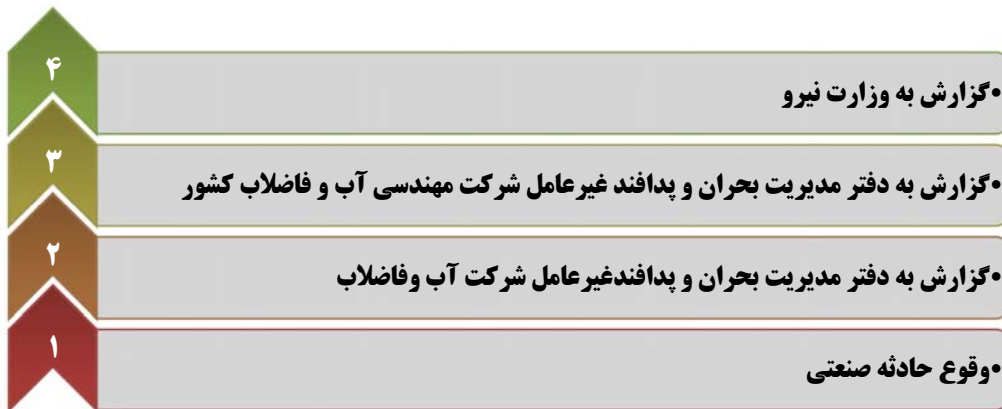 ۴
•گزارش به وزارت نیرو
۳
•گزارش به دفتر مدیریت بحران و پدافند غیرعامل شرکت مهندسی آب و فاضلاب کشور
۲
•گزارش به دفتر مدیریت بحران و پدافندغیرعامل شرکت آب وفاضلاب
۱
•وقوع حادثه صنعتی